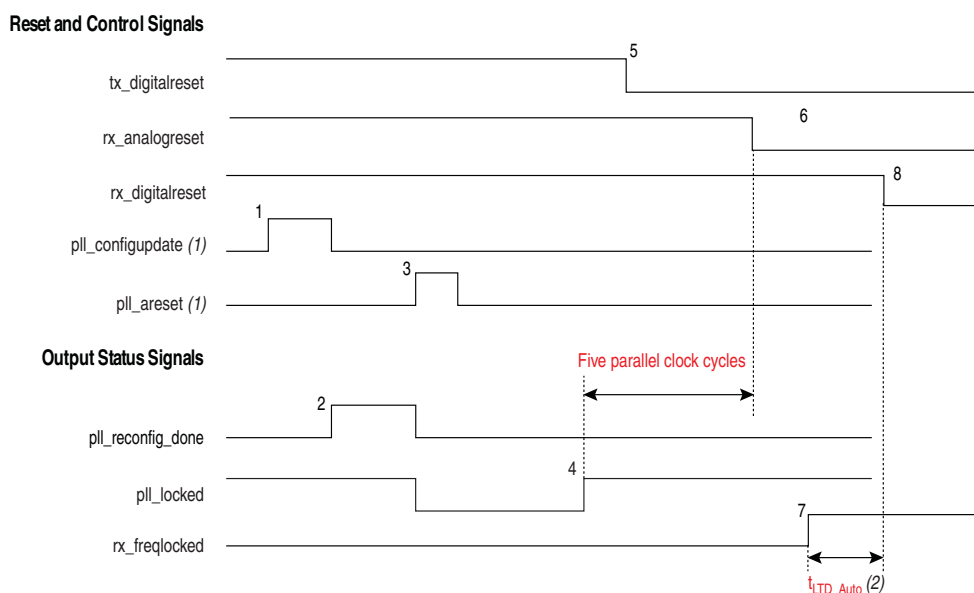 Reset and Control Signals
5
tx_digitalreset
6
rx_analogreset
8
rx_digitalreset
1
pll_configupdate (1)
3
pll_areset (1)
Output Status Signals
Five parallel clock cycles
2
pll_reconfig_done
4
pll_locked
7
rx_freqlocked
tLTD_Auto (2)